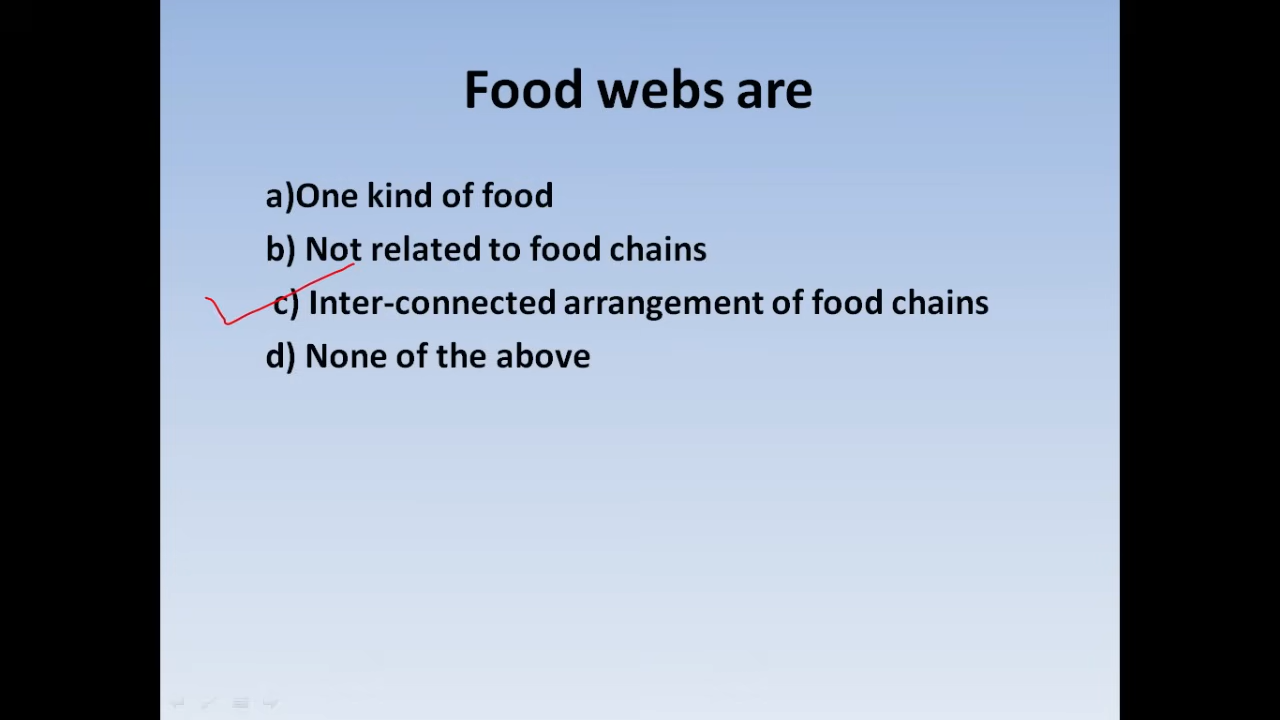 Food webs are
a)One kind of food
b) Not related to food chains
c) Inter-connected arrangement of food chains
d) None of the above